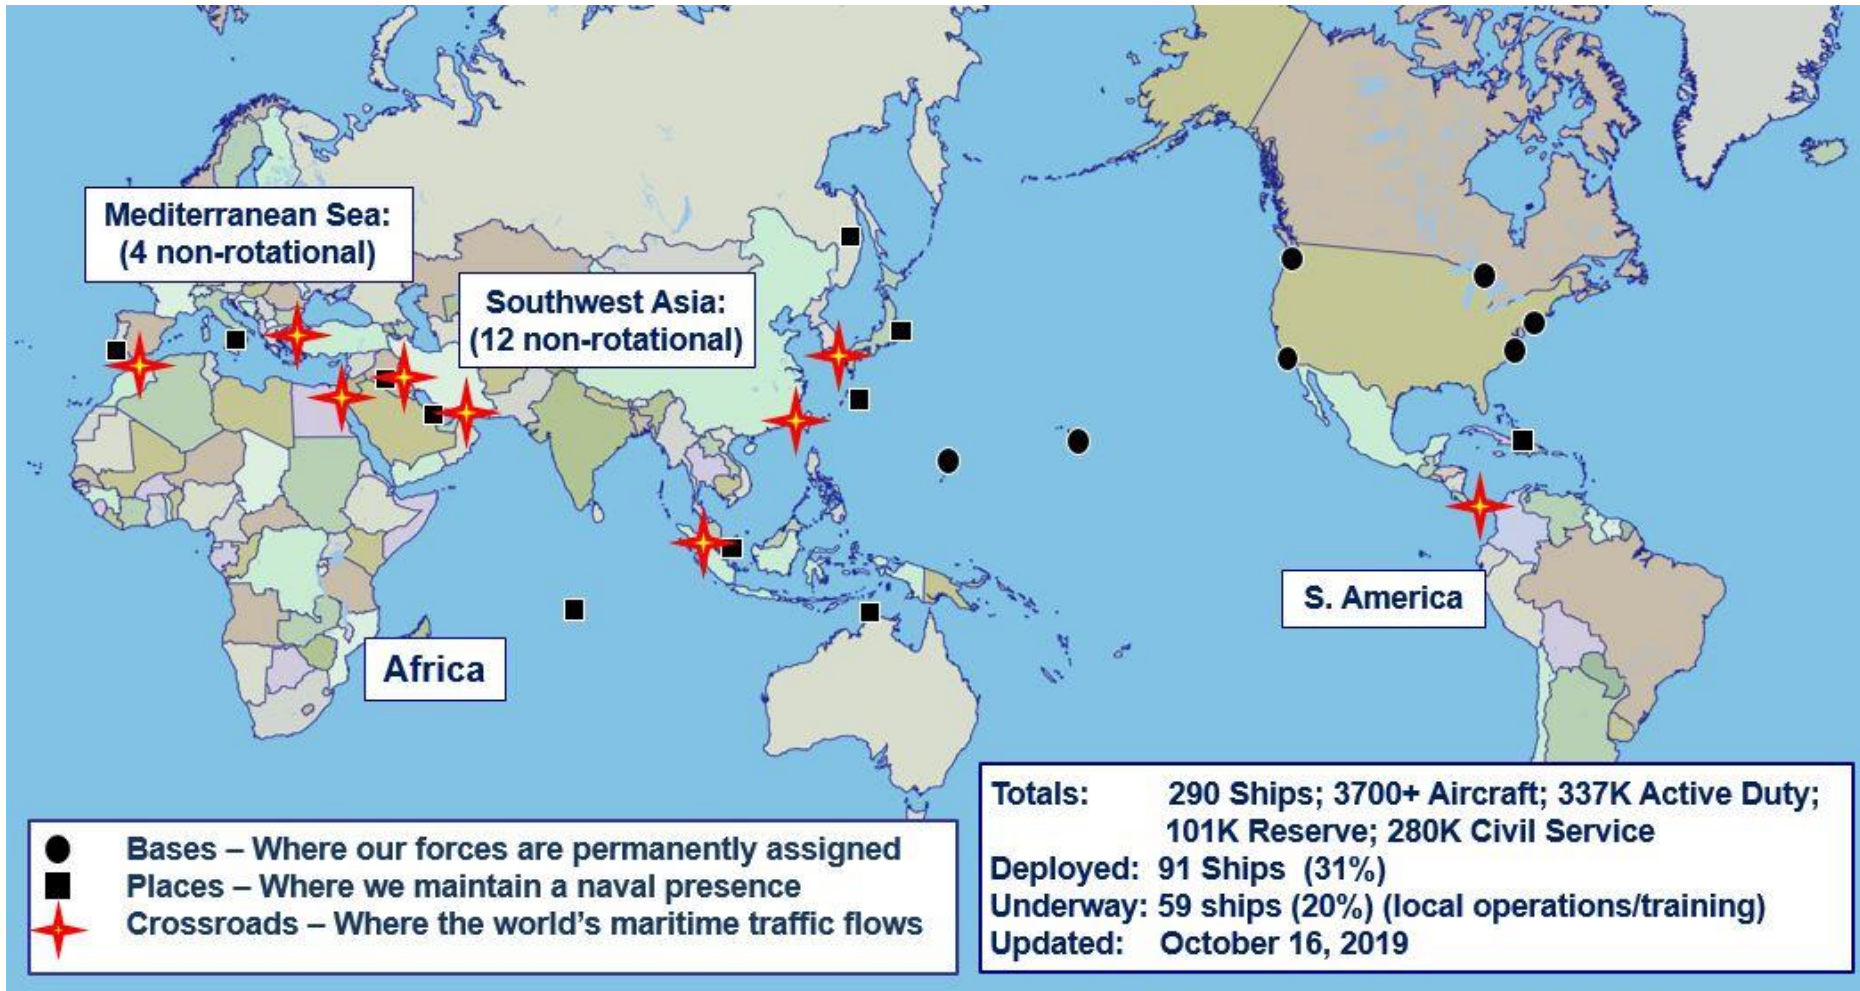 Mediterranean Sea:
(4 non-rotational)
Southwest Asia:
(12 non-rotational)
S. America
Africa
Bases – Where our forces are permanently assigned
Places – Where we maintain a naval presence
Crossroads – Where the world’s maritime traffic flows
Totals: 290 Ships; 3700+ Aircraft; 337K Active Duty;
101K Reserve; 280K Civil Service
Deployed: 91 Ships (31%)
Underway: 59 ships (20%) (local operations/training)
Updated: October 16, 2019